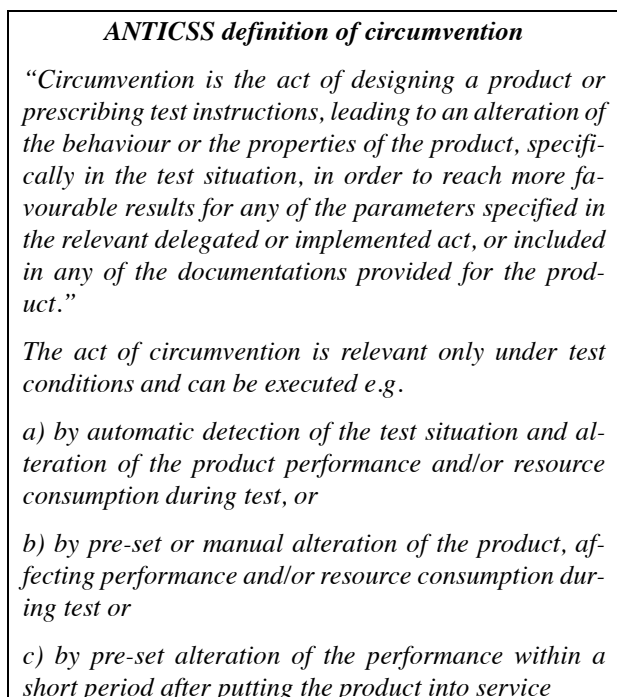 ANTICSS definition of circumvention
“Circumvention is the act of designing a product or
prescribing test instructions, leading to an alteration of
the behaviour or the properties of the product, specifi-
cally in the test situation, in order to reach more fa-
vourable results for any of the parameters specified in
the relevant delegated or implemented act, or included
in any of the documentations provided for the prod-
uct.”
The act of circumvention is relevant only under test
conditions and can be executed e.g.
a) by automatic detection of the test situation and al-
teration of the product performance and/or resource
consumption during test, or
b) by pre-set or manual alteration of the product, af-
fecting performance and/or resource consumption dur-
ing test or
c) by pre-set alteration of the performance within a
short period after putting the product into service